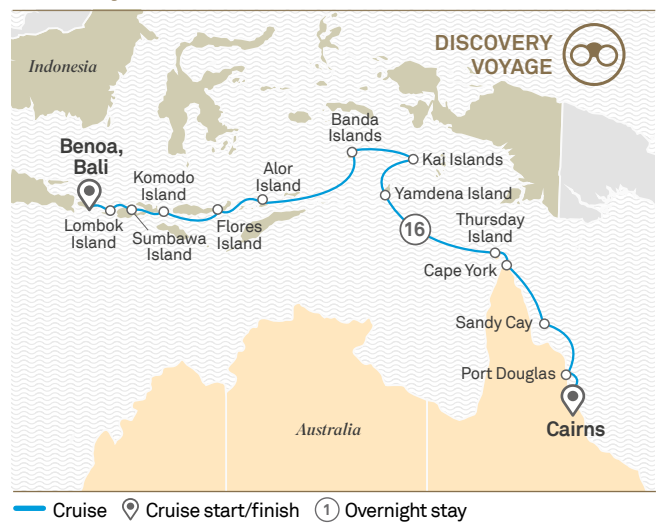 DISCOVERY
VOYAGE
Indonesia
Banda
Islands
Benoa,
Bali
Kai Islands
Alor
Island
Komodo
Island
Yamdena Island
Thursday
Island
Lombok
Island
Sumbawa
Island
Flores
Island
16
Cape York
Sandy Cay
Port Douglas
Australia
Cairns
Cruise
Cruise start/finish
1 Overnight stay